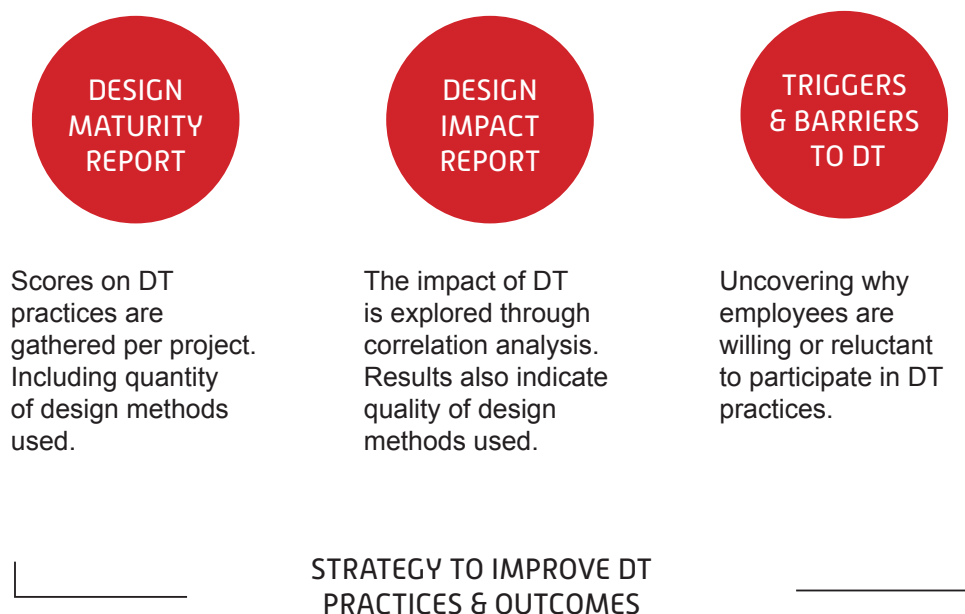 DESIGN
MATURITY
REPORT
DESIGN
IMPACT
REPORT
TRIGGERS
& BARRIERS
TO DT
Scores on DT
practices are
gathered per project.
Including quantity
of design methods
used.
The impact of DT
is explored through
correlation analysis.
Results also indicate
quality of design
methods used.
Uncovering why
employees are
willing or reluctant
to participate in DT
practices.
STRATEGY TO IMPROVE DT
PRACTICES & OUTCOMES